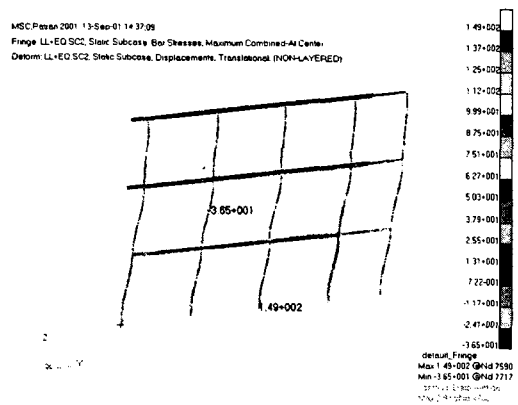 MSC.Patran 2001 13-Sep-01 14:37:09
Fringe: LL+EQ.SC2, Static Subcase, Bar Stresses, Maximum Combined-At Center
Deform: LL+EQ.SC2, Static Subcase, Displacements, Translational, (NON-LAYERED)
1.49+002
1.37+002
1.25+002
1.12+002
9.99+001
8.75+001
7.51+001
6.27+001
5.03+001
3.79+001
2.55+001
1.31+001
7.22-001
-1.17+001
-2.41+001
-3.65+001
-3.65+001
1.49+002
Z
Y
default_Fringe
Max 1.49+002 @Nd 7590
Min -3.65+001 @Nd 7717